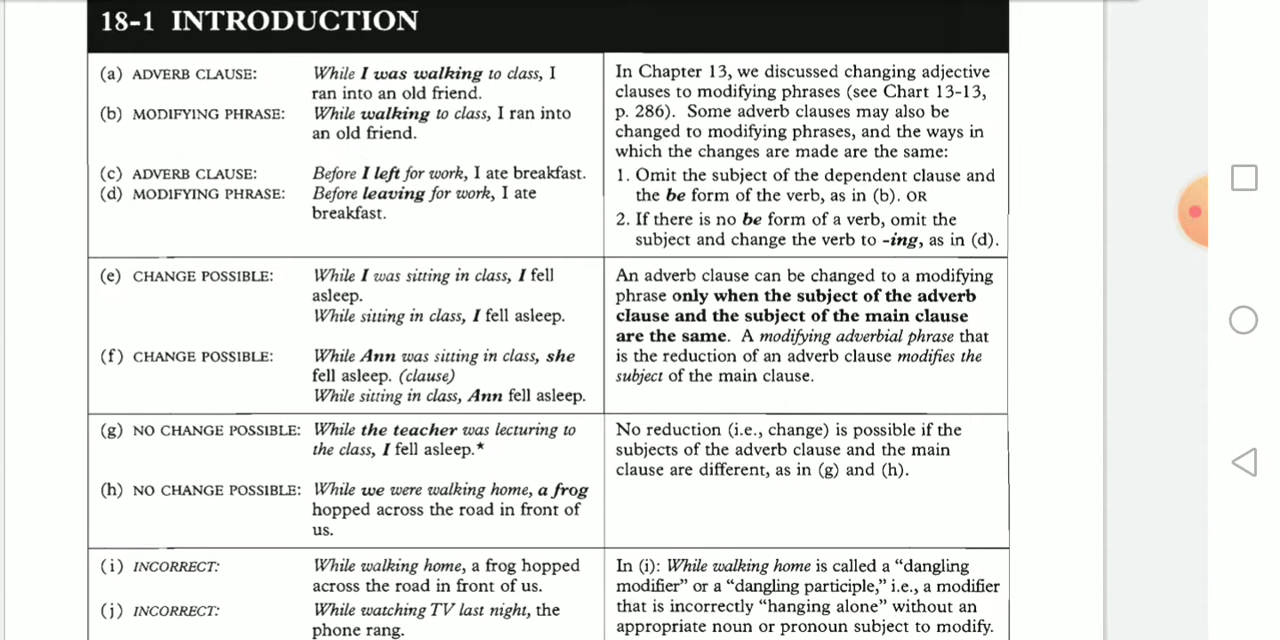 18-1 INTRODUCTION
(a) ADVERB CLAUSE: While I was walking to class, I
ran into an old friend.
(b) MODIFYING PHRASE: While walking to class, I ran into
an old friend.
(c) ADVERB CLAUSE: Before I left for work, I ate breakfast.
(d) MODIFYING PHRASE: Before leaving for work, I ate
breakfast.
In Chapter 13, we discussed changing adjective
clauses to modifying phrases (see Chart 13-13,
p. 286). Some adverb clauses may also be
changed to modifying phrases, and the ways in
which the changes are made are the same:
1. Omit the subject of the dependent clause and
the be form of the verb, as in (b). OR
2. If there is no be form of a verb, omit the
subject and change the verb to -ing, as in (d).
(e) CHANGE POSSIBLE: While I was sitting in class, I fell
asleep.
While sitting in class, I fell asleep.
(f) CHANGE POSSIBLE: While Ann was sitting in class, she
fell asleep. (clause)
While sitting in class, Ann fell asleep.
An adverb clause can be changed to a modifying
phrase only when the subject of the adverb
clause and the subject of the main clause
are the same. A modifying adverbial phrase that
is the reduction of an adverb clause modifies the
subject of the main clause.
(g) NO CHANGE POSSIBLE: While the teacher was lecturing to
the class, I fell asleep.*
(h) NO CHANGE POSSIBLE: While we were walking home, a frog
hopped across the road in front of
us.
No reduction (i.e., change) is possible if the
subjects of the adverb clause and the main
clause are different, as in (g) and (h).
(i) INCORRECT: While walking home, a frog hopped
across the road in front of us.
(j) INCORRECT: While watching TV last night, the
phone rang.
In (i): While walking home is called a “dangling
modifier” or a “dangling participle,” i.e., a modifier
that is incorrectly “hanging alone” without an
appropriate noun or pronoun subject to modify.